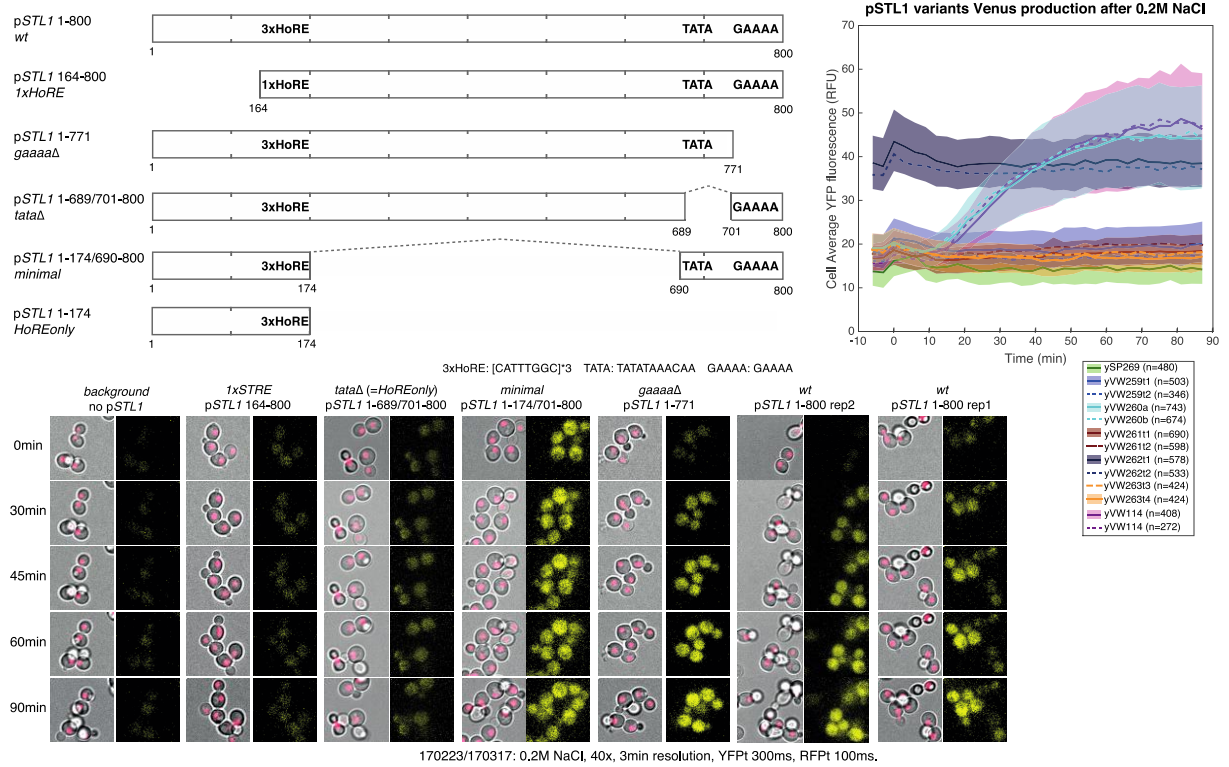 pSTL1 1-800
wt
3xHoRE TATA GAAAA
1 800
pSTL1 164-800
1xHoRE
1xHoRE TATA GAAAA
164 800
pSTL1 1-771
gaaaaΔ
3xHoRE TATA
1 771
pSTL1 1-689/701-800
tataΔ
3xHoRE GAAAA
1 689 701 800
pSTL1 1-174/690-800
minimal
3xHoRE TATA GAAAA
1 174 690 800
pSTL1 1-174
HoREonly
3xHoRE
1 174
pSTL1 variants Venus production after 0.2M NaCl
Cell Average YFP fluorescence (RFU)
70
60
50
40
30
20
10
0
-10 0 10 20 30 40 50 60 70 80 90
Time (min)
ySP269 (n=480)
yVW259t1 (n=503)
yVW259t2 (n=346)
yVW260a (n=743)
yVW260b (n=674)
yVW261t1 (n=690)
yVW261t2 (n=598)
yVW262t1 (n=578)
yVW262t2 (n=533)
yVW263t3 (n=424)
yVW263t4 (n=424)
yVW114 (n=408)
yVW114 (n=272)
3xHoRE: [CATTTGGC]*3 TATA: TATATAAACAA GAAAA: GAAAA
background 1xSTRE tataΔ (=HoREonly) minimal gaaaaΔ wt wt
no pSTL1 pSTL1 164-800 pSTL1 1-689/701-800 pSTL1 1-174/701-800 pSTL1 1-771 pSTL1 1-800 rep2 pSTL1 1-800 rep1
0min
30min
45min
60min
90min
170223/170317: 0.2M NaCl, 40x, 3min resolution, YFPt 300ms, RFPt 100ms.